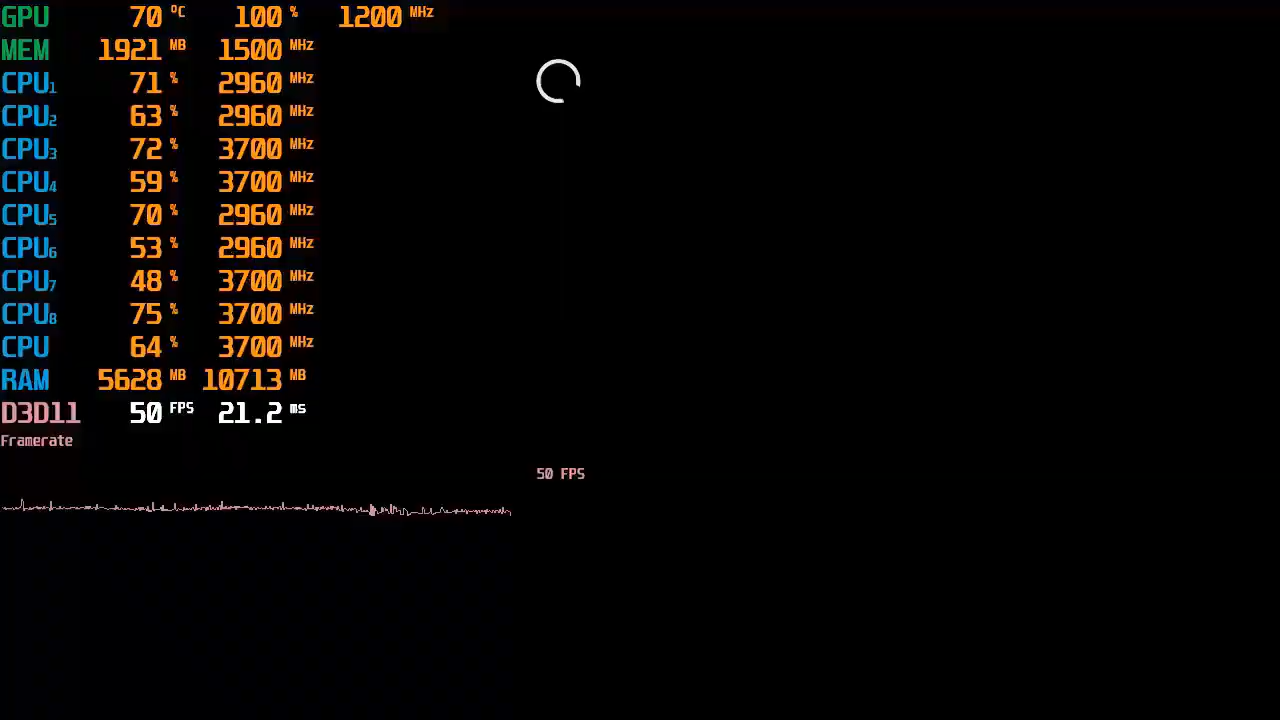 GPU 70 °C 100 % 1200 MHz
MEM 1921 MB 1500 MHz
CPU1 71 % 2960 MHz
CPU2 63 % 2960 MHz
CPU3 72 % 3700 MHz
CPU4 59 % 3700 MHz
CPU5 70 % 2960 MHz
CPU6 53 % 2960 MHz
CPU7 48 % 3700 MHz
CPU8 75 % 3700 MHz
CPU 64 % 3700 MHz
RAM 5628 MB 10713 MB
D3D11 50 FPS 21.2 ms
Framerate
50 FPS